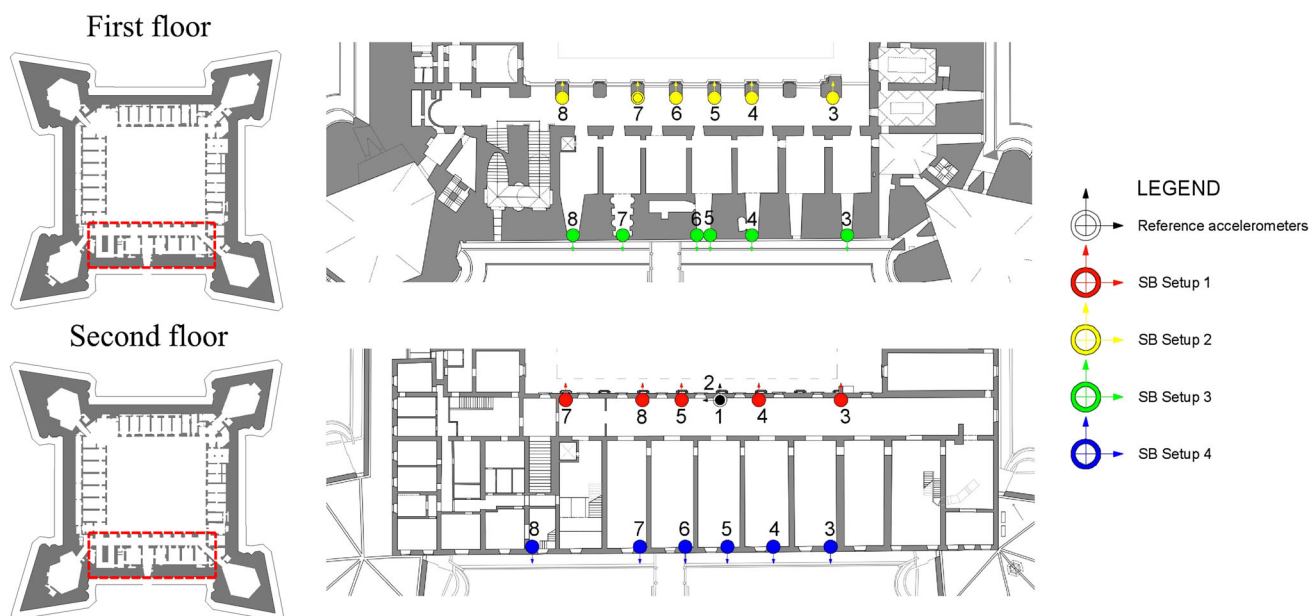 First floor
8 7 6 5 4 3
8 7 6 5 4 3
Second floor
2
7 8 5 1 4 3
8 7 6 5 4 3
LEGEND
Reference accelerometers
SB Setup 1
SB Setup 2
SB Setup 3
SB Setup 4